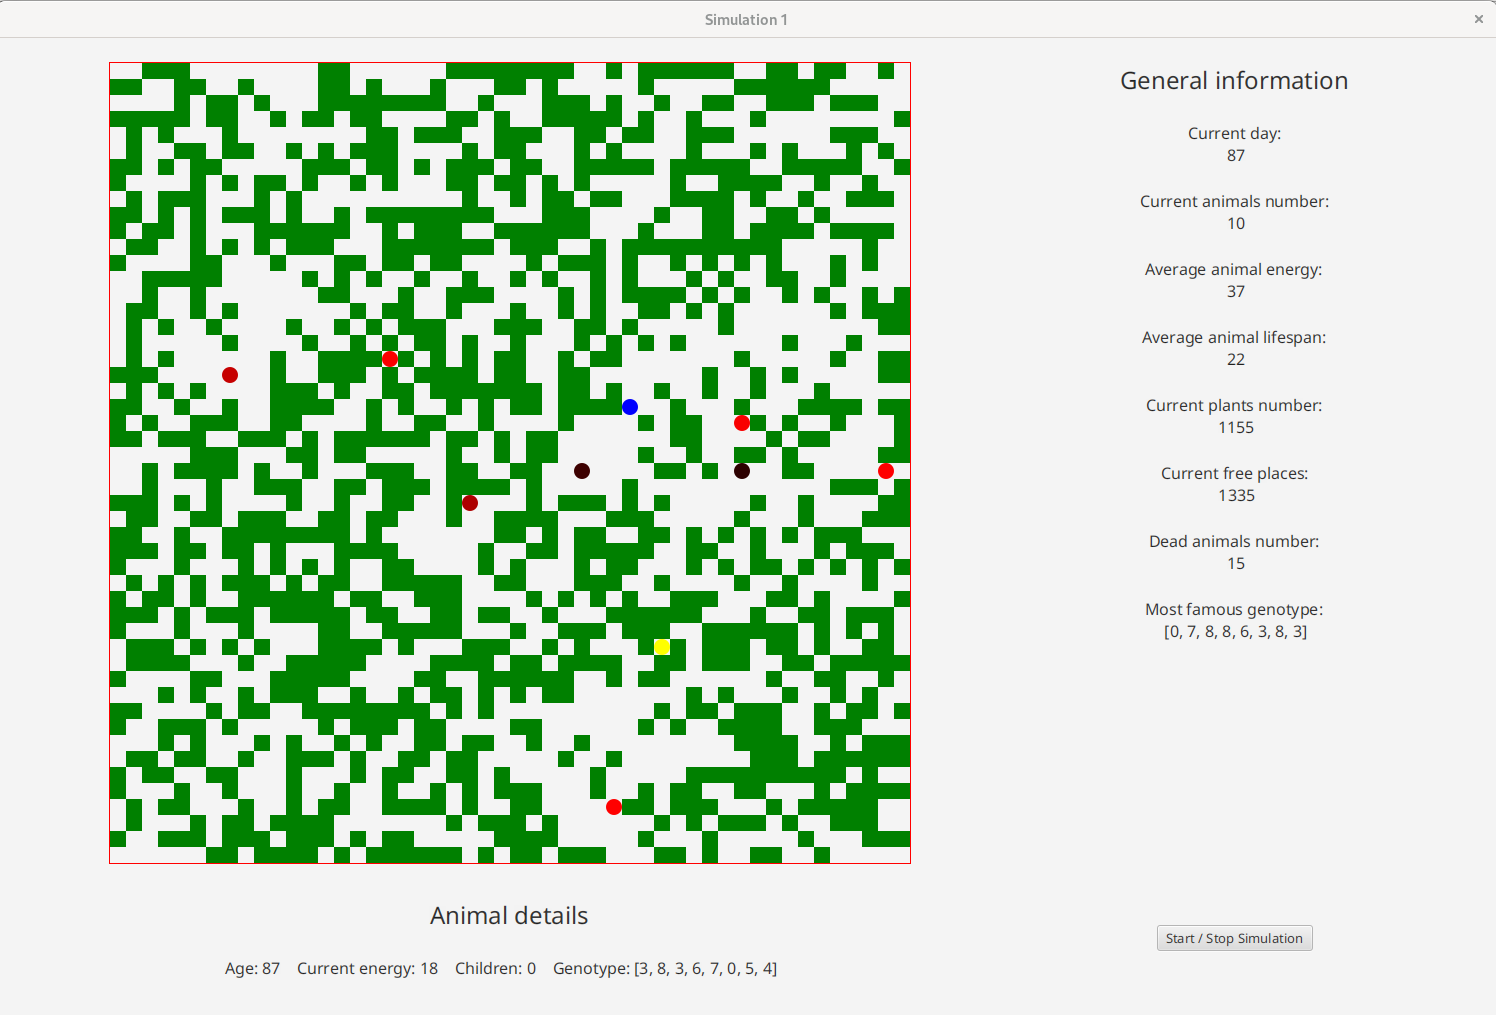 Simulation 1
×
General information
Current day:
87
Current animals number:
10
Average animal energy:
37
Average animal lifespan:
22
Current plants number:
1155
Current free places:
1335
Dead animals number:
15
Most famous genotype:
[0, 7, 8, 8, 6, 3, 8, 3]
Animal details
Age: 87 Current energy: 18 Children: 0 Genotype: [3, 8, 3, 6, 7, 0, 5, 4]
Start / Stop Simulation